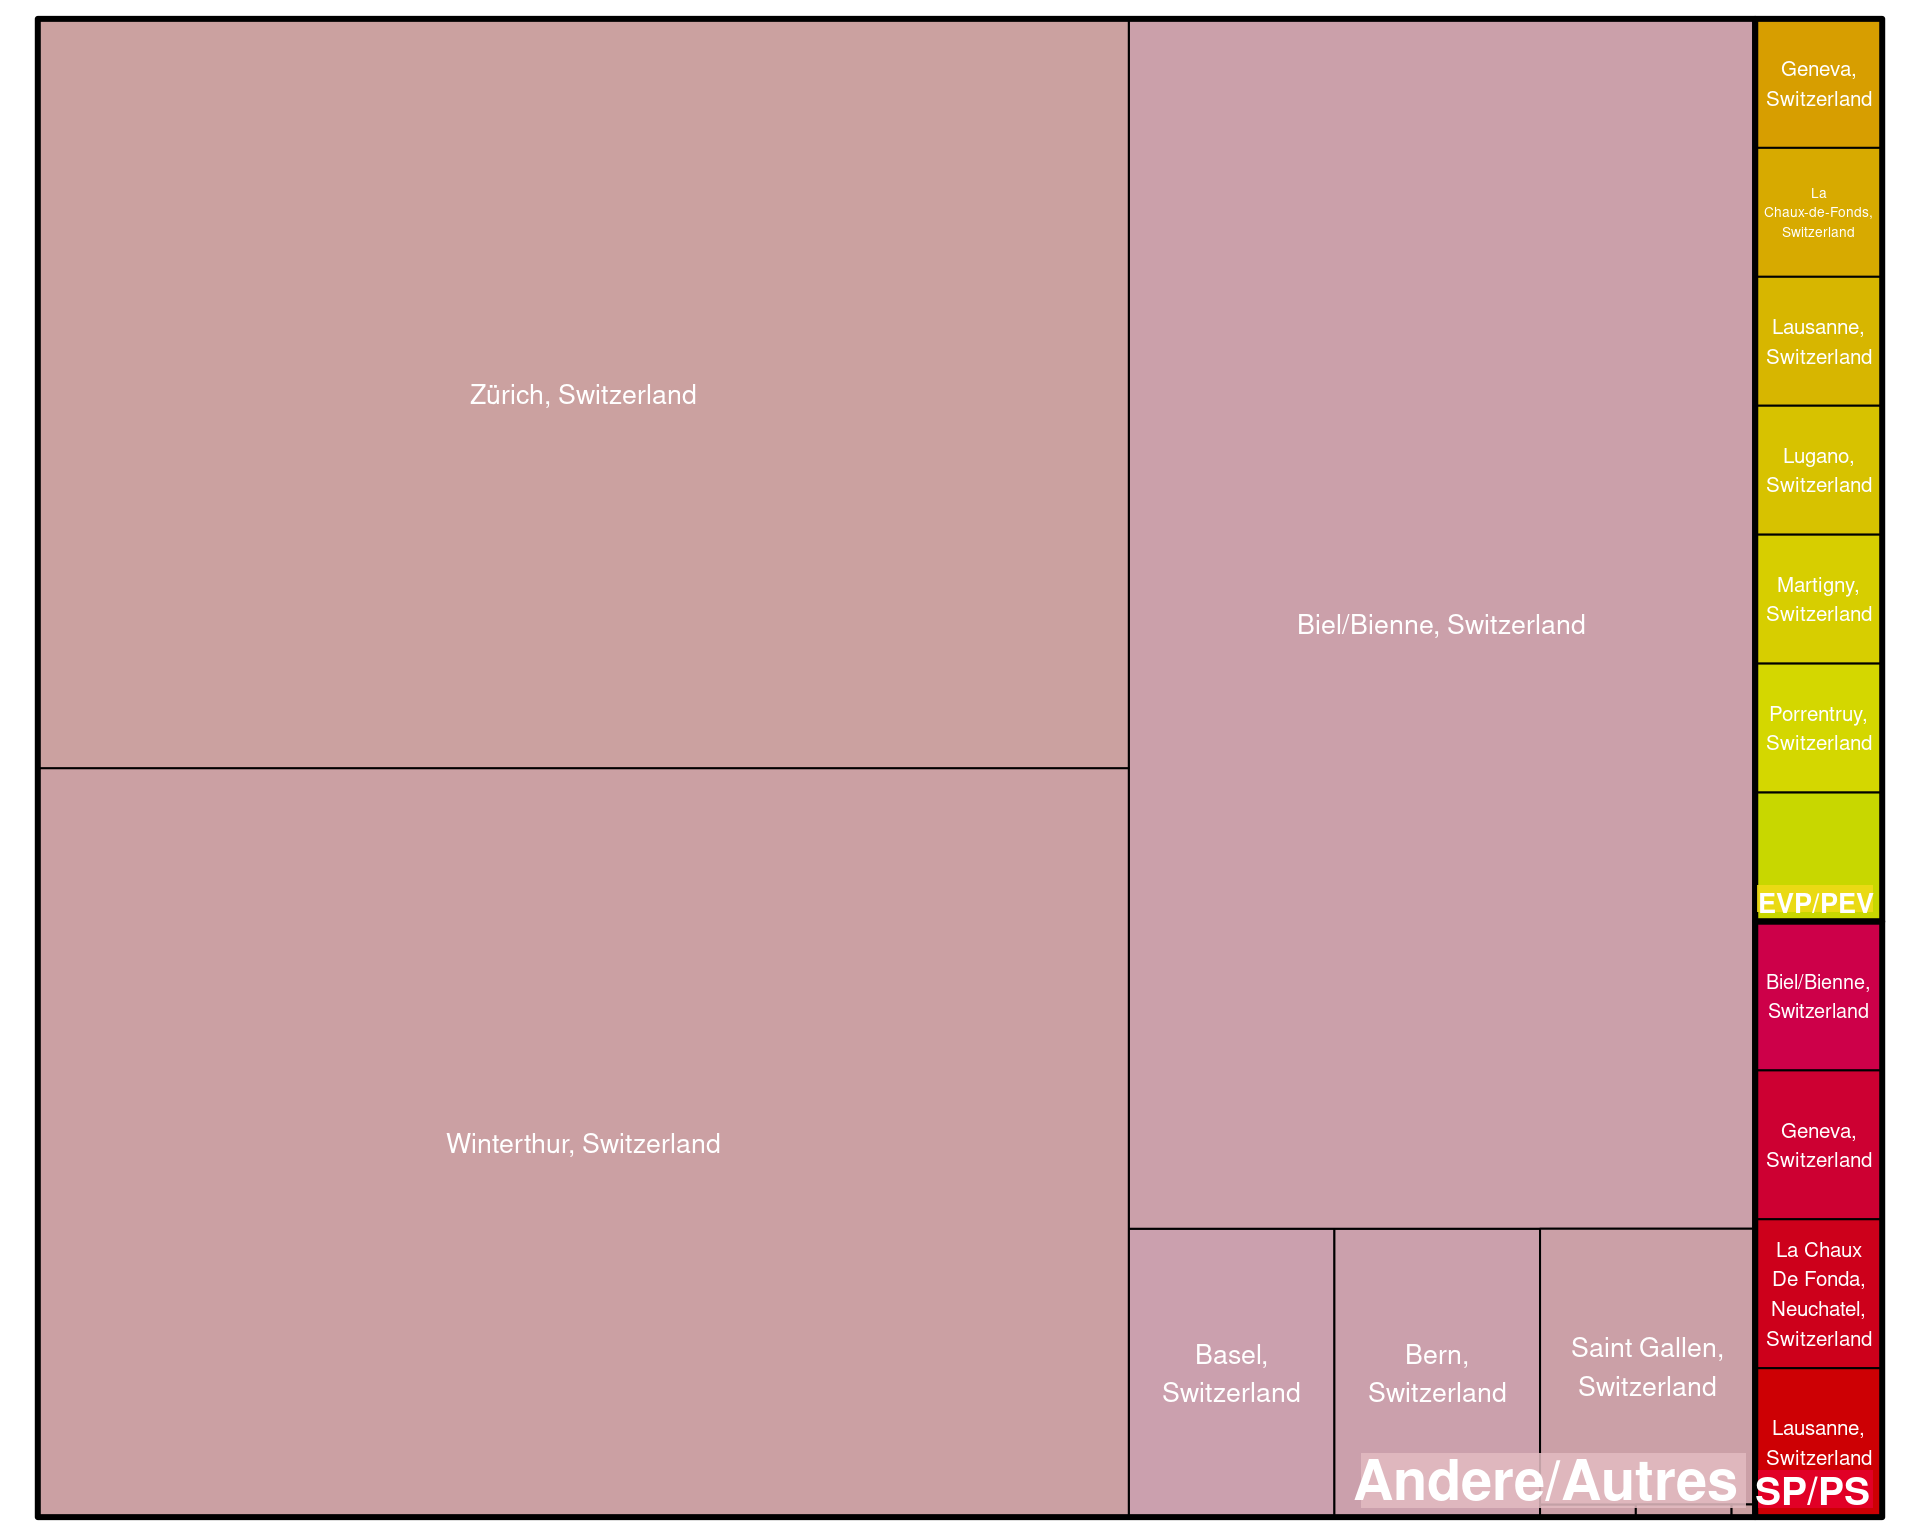 Zürich, Switzerland
Winterthur, Switzerland
Biel/Bienne, Switzerland
Basel,
Switzerland
Bern,
Switzerland
Saint Gallen,
Switzerland
Andere/Autres
Geneva,
Switzerland
La
Chaux-de-Fonds,
Switzerland
Lausanne,
Switzerland
Lugano,
Switzerland
Martigny,
Switzerland
Porrentruy,
Switzerland
EVP/PEV
Biel/Bienne,
Switzerland
Geneva,
Switzerland
La Chaux
De Fonda,
Neuchatel,
Switzerland
Lausanne,
Switzerland
SP/PS